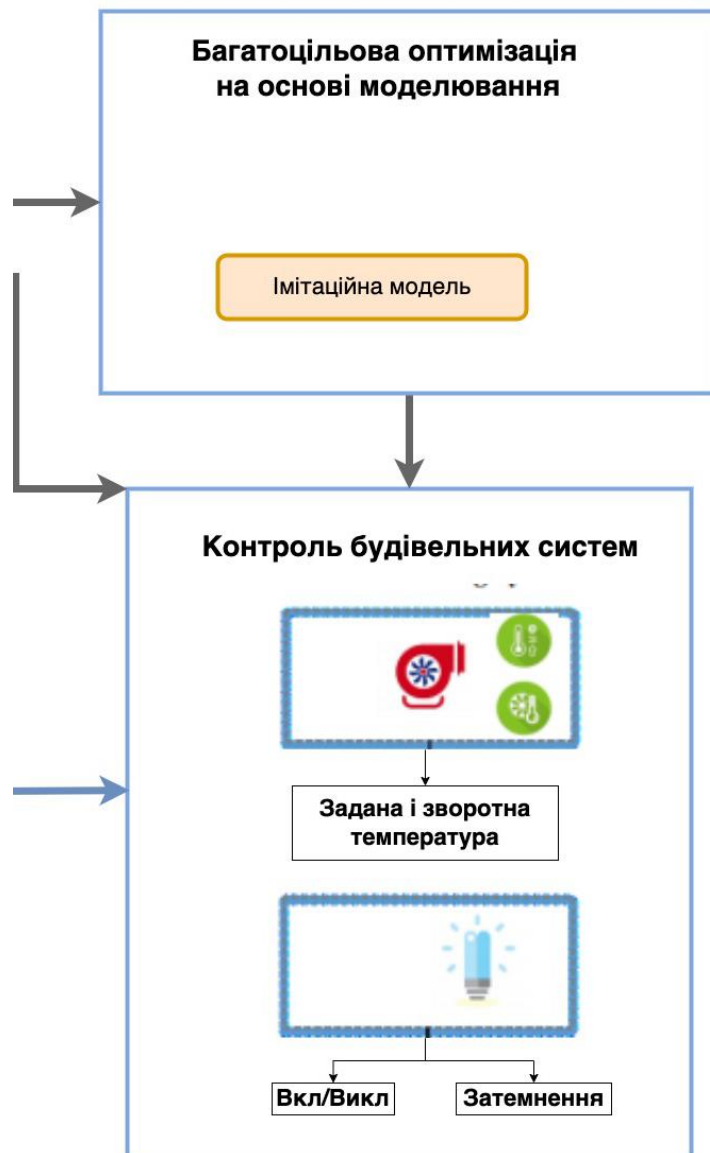 Багатоцільова оптимізація
на основі моделювання
Імітаційна модель
Контроль будівельних систем
Задана і зворотна
температура
Вкл/Викл
Затемнення